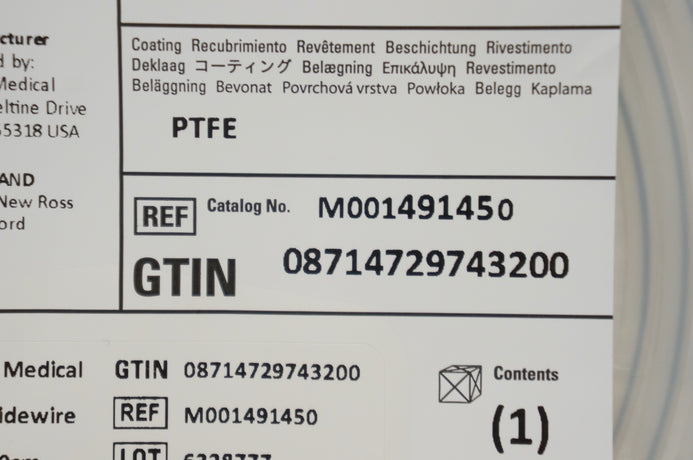 cturer
d by:
Medical
eltine Drive
55318 USA
AND
New Ross
ord
Coating Recubrimiento Revêtement Beschichtung Rivestimento
Deklaag コーティング Belægning Επικάλυψη Revestimento
Beläggning Bevonat Povrchová vrstva Powłoka Belegg Kaplama
PTFE
REF Catalog No. M001491450
GTIN 08714729743200
Medical GTIN 08714729743200
idewire REF M001491450
LOT
Contents
(1)